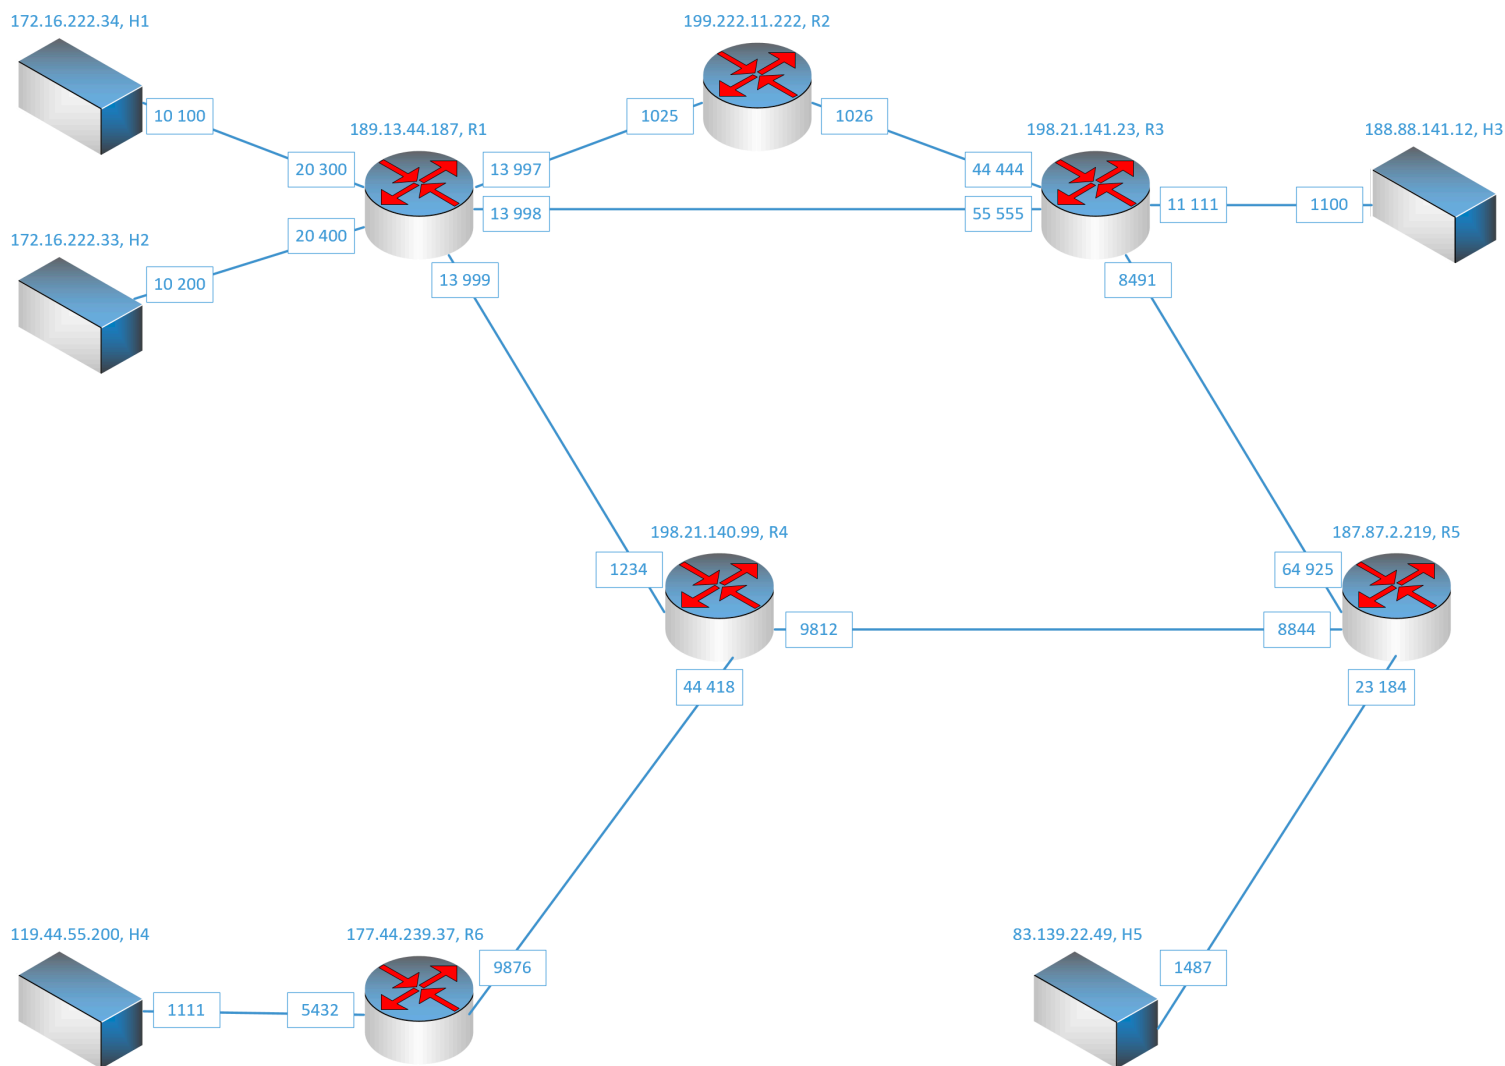 172.16.222.34, H1
199.222.11.222, R2
10 100
1025
1026
189.13.44.187, R1
198.21.141.23, R3
188.88.141.12, H3
20 300
13 997
44 444
13 998
55 555
11 111
1100
172.16.222.33, H2
20 400
10 200
13 999
8491
198.21.140.99, R4
187.87.2.219, R5
1234
64 925
9812
8844
44 418
23 184
119.44.55.200, H4
177.44.239.37, R6
83.139.22.49, H5
9876
1487
1111
5432